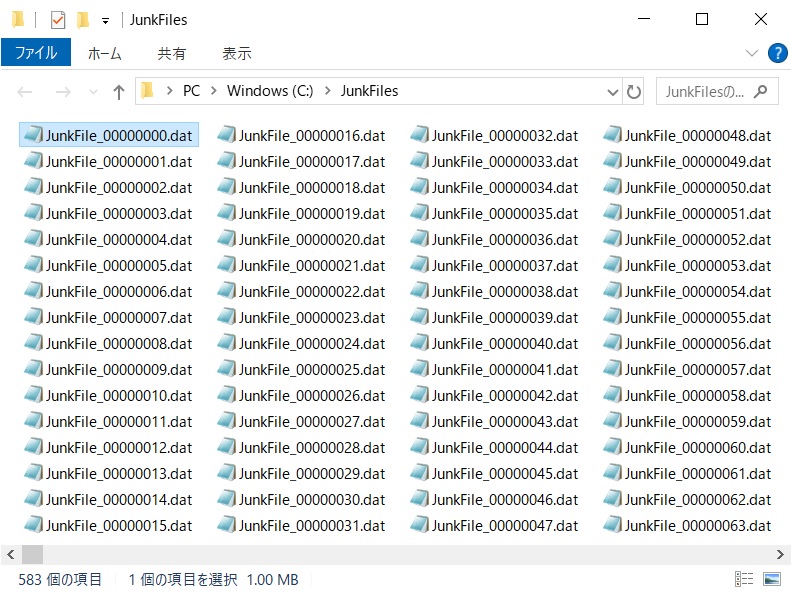 JunkFiles
ファイル ホーム 共有 表示 ?
PC Windows (C:) JunkFiles JunkFilesの...
JunkFile_00000000.dat JunkFile_00000016.dat JunkFile_00000032.dat JunkFile_00000048.dat
JunkFile_00000001.dat JunkFile_00000017.dat JunkFile_00000033.dat JunkFile_00000049.dat
JunkFile_00000002.dat JunkFile_00000018.dat JunkFile_00000034.dat JunkFile_00000050.dat
JunkFile_00000003.dat JunkFile_00000019.dat JunkFile_00000035.dat JunkFile_00000051.dat
JunkFile_00000004.dat JunkFile_00000020.dat JunkFile_00000036.dat JunkFile_00000052.dat
JunkFile_00000005.dat JunkFile_00000021.dat JunkFile_00000037.dat JunkFile_00000053.dat
JunkFile_00000006.dat JunkFile_00000022.dat JunkFile_00000038.dat JunkFile_00000054.dat
JunkFile_00000007.dat JunkFile_00000023.dat JunkFile_00000039.dat JunkFile_00000055.dat
JunkFile_00000008.dat JunkFile_00000024.dat JunkFile_00000040.dat JunkFile_00000056.dat
JunkFile_00000009.dat JunkFile_00000025.dat JunkFile_00000041.dat JunkFile_00000057.dat
JunkFile_00000010.dat JunkFile_00000026.dat JunkFile_00000042.dat JunkFile_00000058.dat
JunkFile_00000011.dat JunkFile_00000027.dat JunkFile_00000043.dat JunkFile_00000059.dat
JunkFile_00000012.dat JunkFile_00000028.dat JunkFile_00000044.dat JunkFile_00000060.dat
JunkFile_00000013.dat JunkFile_00000029.dat JunkFile_00000045.dat JunkFile_00000061.dat
JunkFile_00000014.dat JunkFile_00000030.dat JunkFile_00000046.dat JunkFile_00000062.dat
JunkFile_00000015.dat JunkFile_00000031.dat JunkFile_00000047.dat JunkFile_00000063.dat
583 個の項目 1 個の項目を選択 1.00 MB